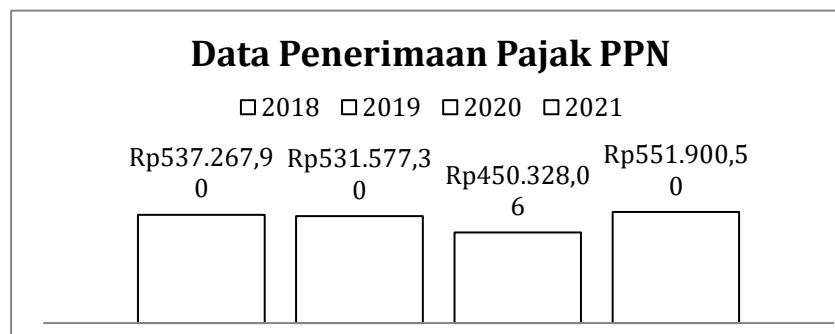 Data Penerimaan Pajak PPN
2018 2019 2020 2021
Rp537.267,9
0
Rp531.577,3
0
Rp450.328,0
6
Rp551.900,5
0